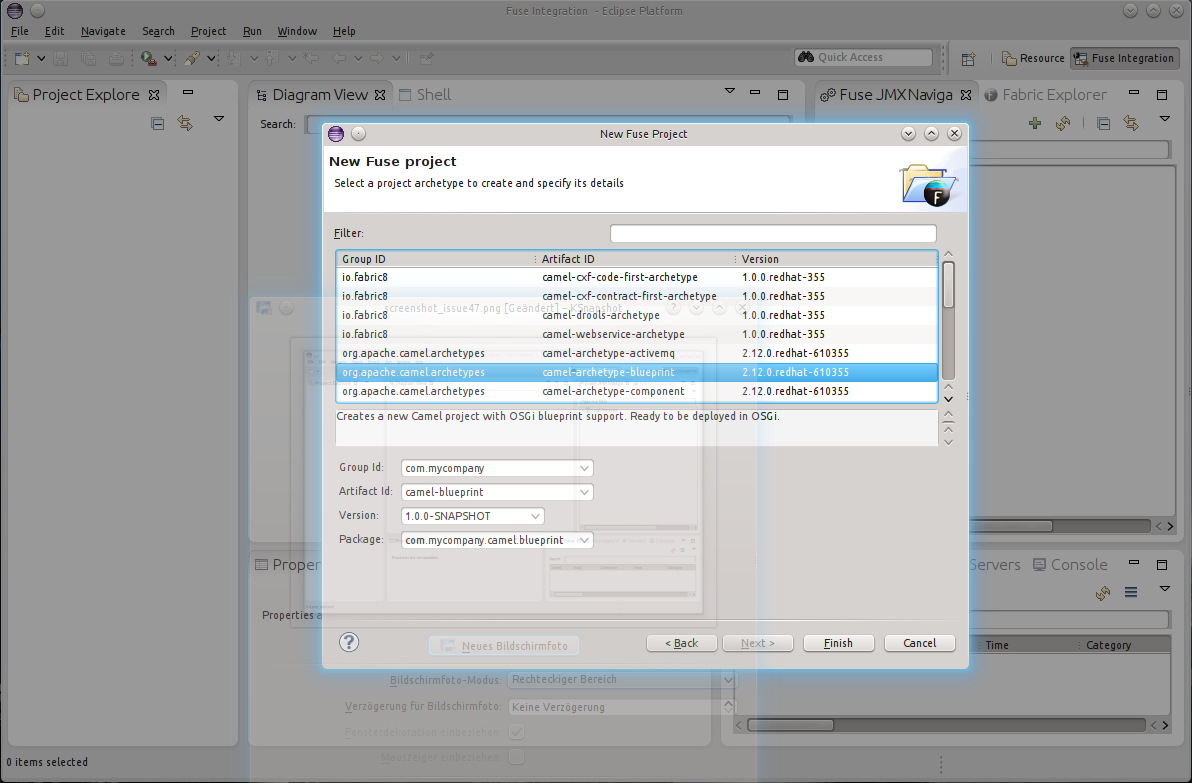 Fuse Integration - Eclipse Platform
File Edit Navigate Search Project Run Window Help
Quick Access
Resource
Fuse Integration
Project Explore
Diagram View
Shell
Fuse JMX Naviga
Fabric Explorer
Search:
New Fuse Project
New Fuse project
Select a project archetype to create and specify its details
F
Filter:
Group ID Artifact ID Version
io.fabric8 camel-cxf-code-first-archetype 1.0.0.redhat-355
io.fabric8 camel-cxf-contract-first-archetype 1.0.0.redhat-355
screenshot_issue47.png [Geändert] - KSnapshot
io.fabric8 camel-drools-archetype 1.0.0.redhat-355
io.fabric8 camel-webservice-archetype 1.0.0.redhat-355
org.apache.camel.archetypes camel-archetype-activemq 2.12.0.redhat-610355
org.apache.camel.archetypes camel-archetype-blueprint 2.12.0.redhat-610355
org.apache.camel.archetypes camel-archetype-component 2.12.0.redhat-610355
Creates a new Camel project with OSGi blueprint support. Ready to be deployed in OSGi.
Group Id: com.mycompany
Artifact Id: camel-blueprint
Version: 1.0.0-SNAPSHOT
Package: com.mycompany.camel.blueprint
Proper
Servers
Console
Properties a
? < Back Next > Finish Cancel
Time Category
Neues Bildschirmfoto
Bildschirmfoto-Modus: Rechteckiger Bereich
Verzögerung für Bildschirmfoto: Keine Verzögerung
Fensterdekoration einbeziehen:
Mauszeiger einbeziehen:
0 items selected